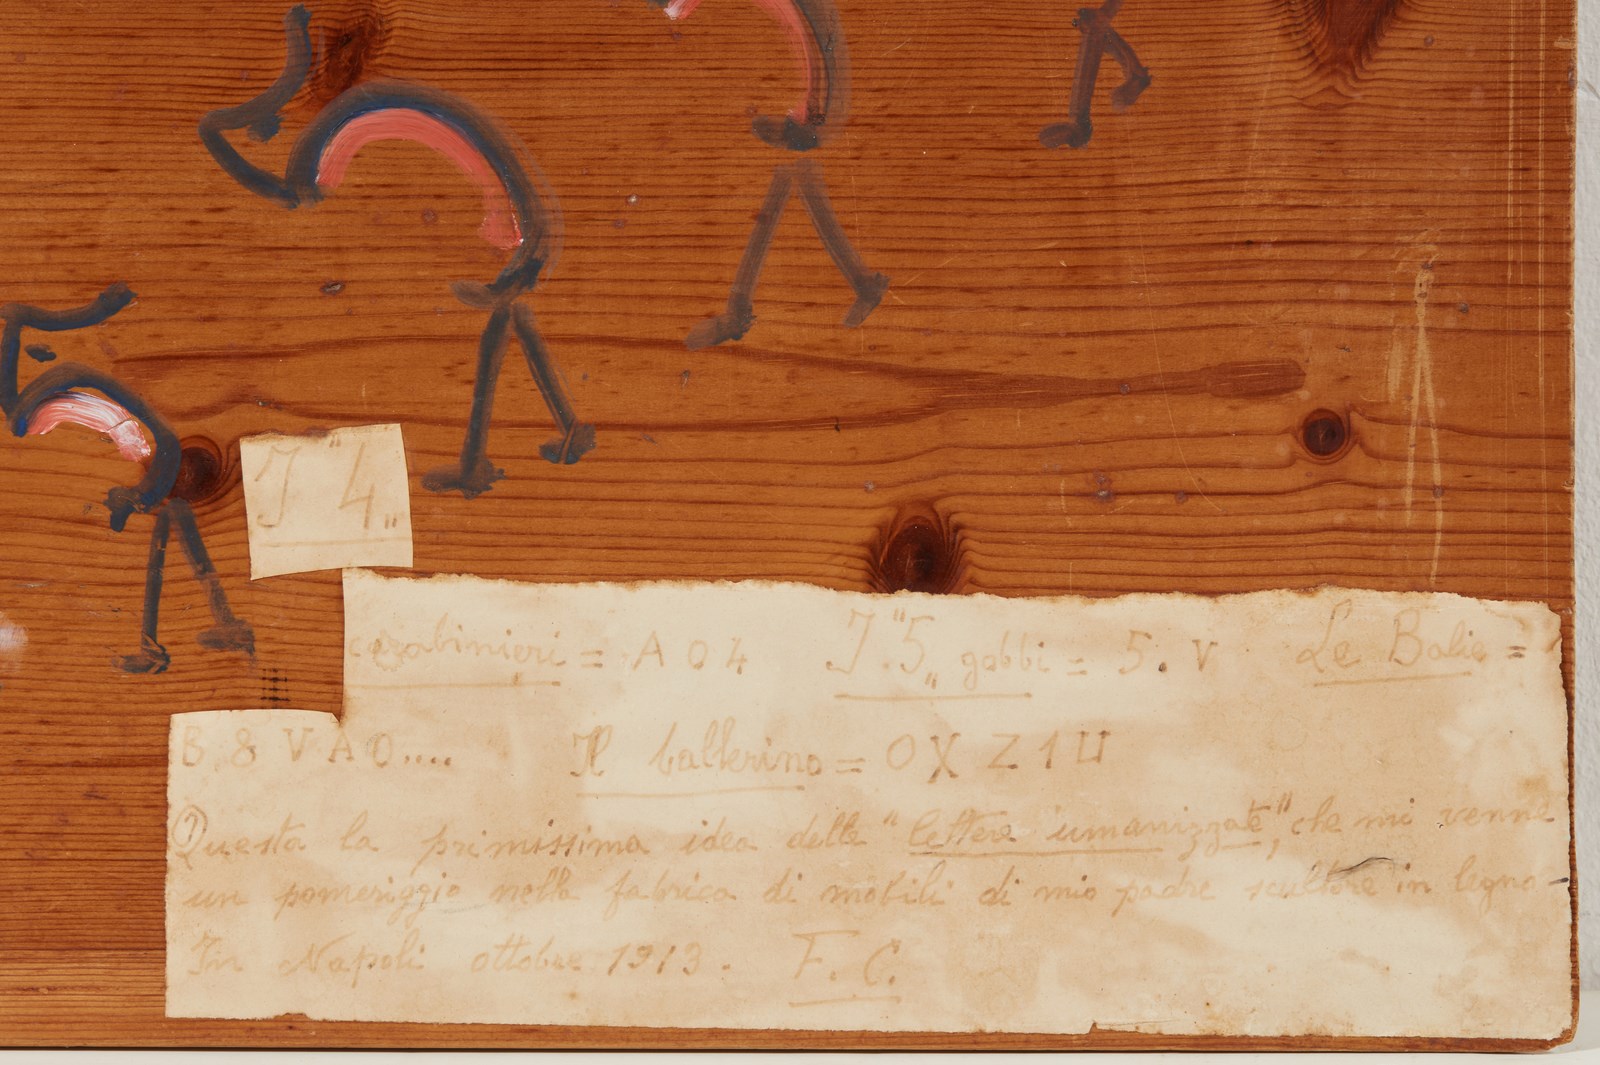 I "4„
carabinieri = A 0 4 I "5„ gobbi = 5. V Le Balie =
B 8 V A O.... Il ballerino = O X Z 1 U
Questa la primissima idea delle "lettere umanizzate", che mi venne
un pomeriggio nella fabrica di mobili di mio padre scultore in legno -
In Napoli ottobre 1913. F. C.